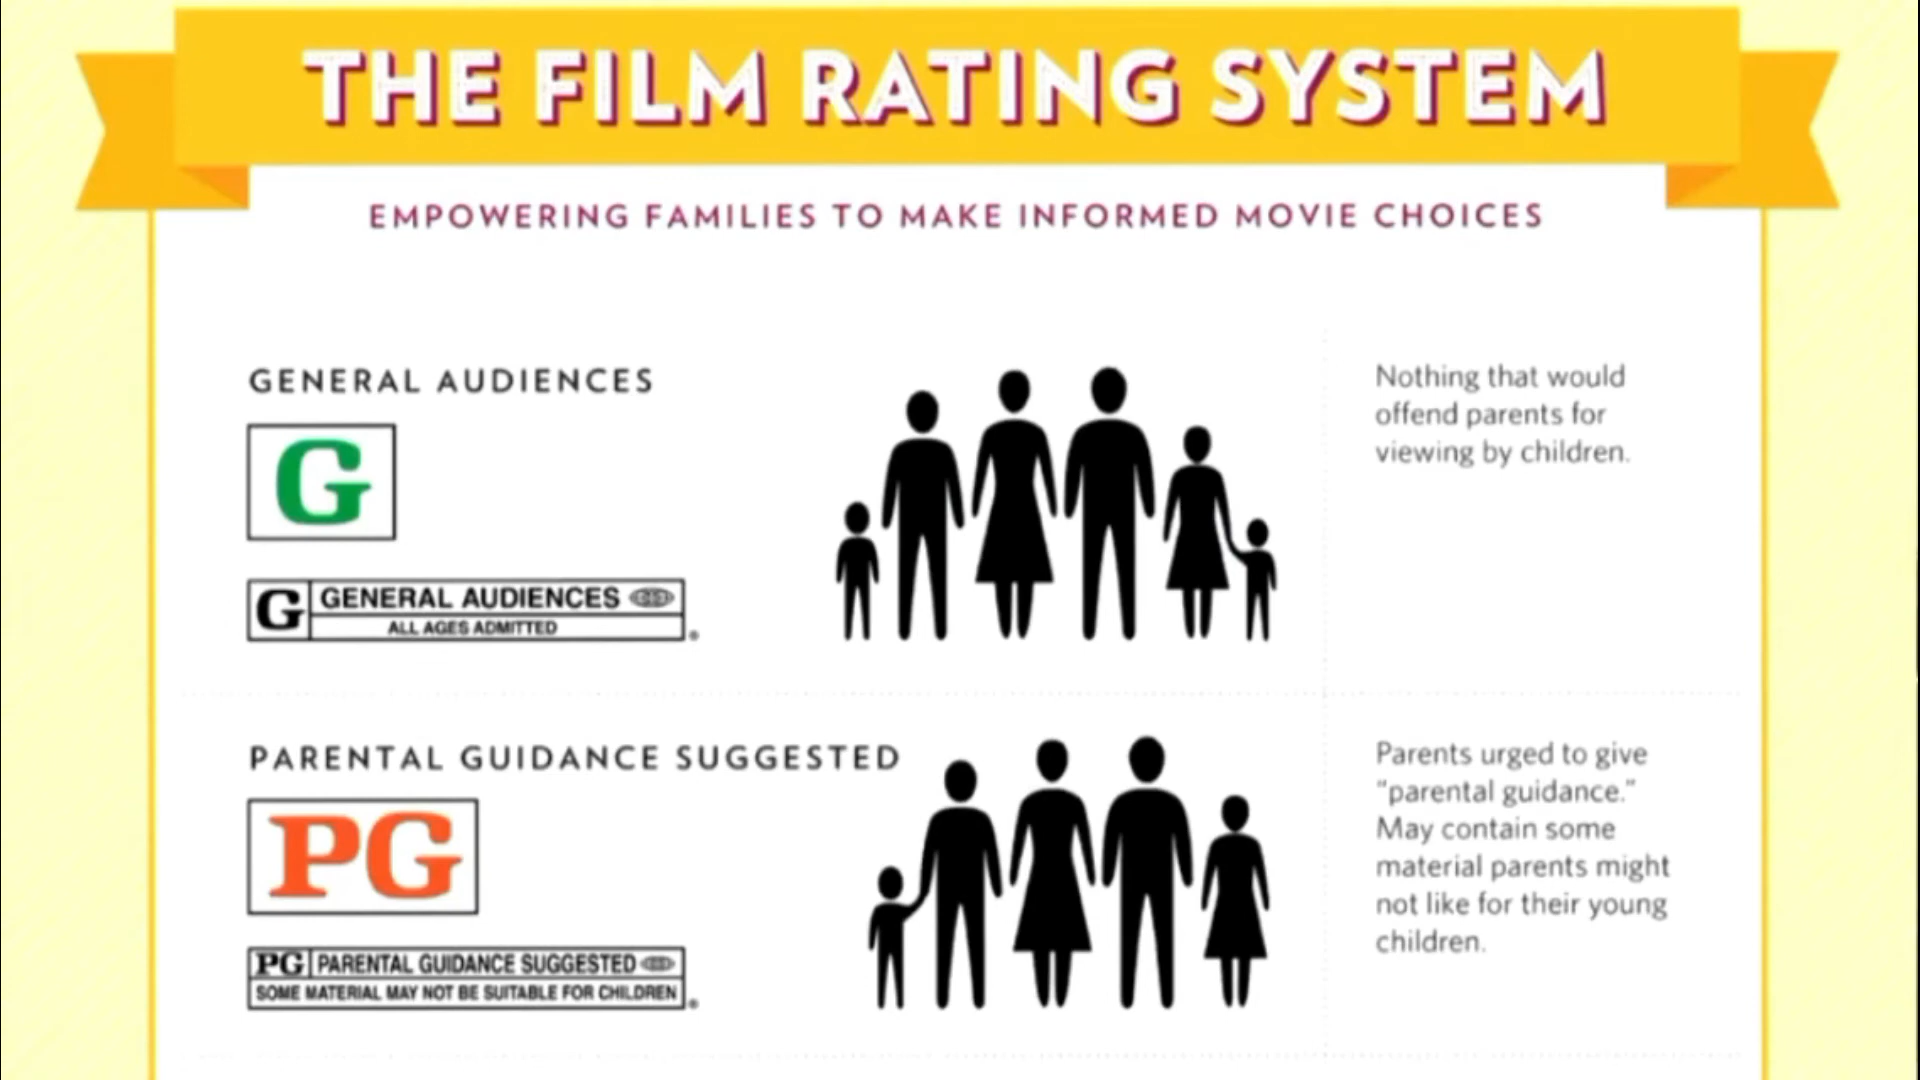 THE FILM RATING SYSTEM
EMPOWERING FAMILIES TO MAKE INFORMED MOVIE CHOICES
GENERAL AUDIENCES
G
G GENERAL AUDIENCES
ALL AGES ADMITTED ®
Nothing that would
offend parents for
viewing by children.
PARENTAL GUIDANCE SUGGESTED
PG
PG PARENTAL GUIDANCE SUGGESTED
SOME MATERIAL MAY NOT BE SUITABLE FOR CHILDREN ®
Parents urged to give
“parental guidance.”
May contain some
material parents might
not like for their young
children.